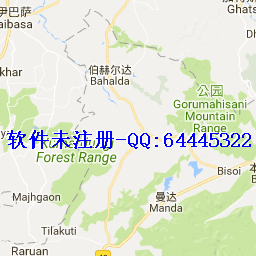 伊巴萨
aibasa
Ghats
Dh
khar
伯赫尔达
Bahalda
公园
Gorumahisani
Mountain
Range
软件未注册-QQ:64445322
Forest Range
Bisoi
Majhgaon
曼达
Manda
Tilakuti
Raruan